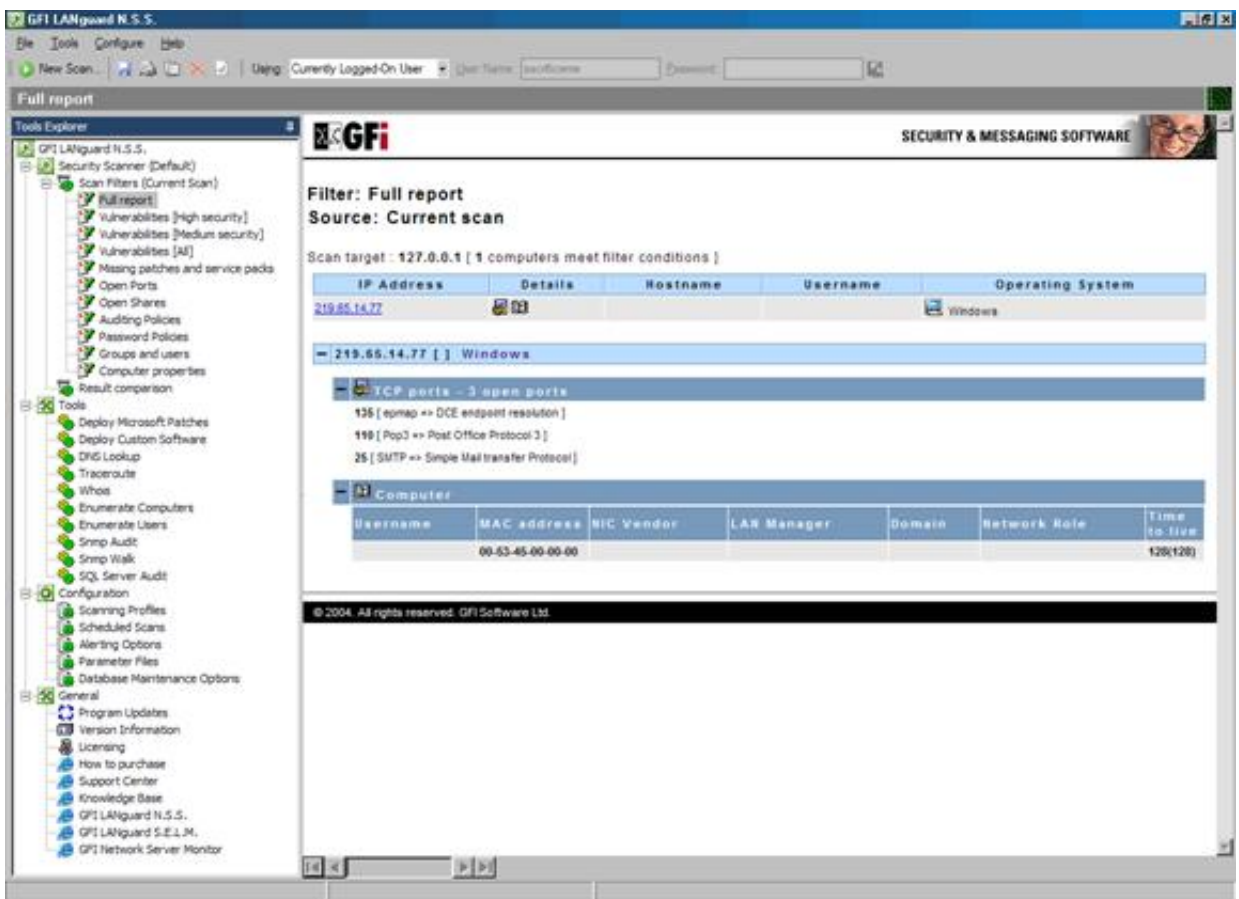 GFI LANguard N.S.S.
File Tools Configure Help
New Scan... Using: Currently Logged-On User User Name: Password:
Full report
Tools Explorer
GFI LANguard N.S.S.
Security Scanner (Default)
Scan Filters (Current Scan)
Full report
Vulnerabilities [High security]
Vulnerabilities [Medium security]
Vulnerabilities [All]
Missing patches and service packs
Open Ports
Open Shares
Auditing Policies
Password Policies
Groups and users
Computer properties
Result comparison
Tools
Deploy Microsoft Patches
Deploy Custom Software
DNS Lookup
Traceroute
Whois
Enumerate Computers
Enumerate Users
Snmp Audit
Snmp Walk
SQL Server Audit
Configuration
Scanning Profiles
Scheduled Scans
Alerting Options
Parameter Files
Database Maintenance Options
General
Program Updates
Version Information
Licensing
How to purchase
Support Center
Knowledge Base
GFI LANguard N.S.S.
GFI LANguard S.E.L.M.
GFI Network Server Monitor
GFi
SECURITY & MESSAGING SOFTWARE
Filter: Full report
Source: Current scan
Scan target : 127.0.0.1 [ 1 computers meet filter conditions ]
IP Address Details Hostname Username Operating System
219.65.14.77 Windows
219.65.14.77 [ ] Windows
TCP ports - 3 open ports
135 [ epmap => DCE endpoint resolution ]
110 [ Pop3 => Post Office Protocol 3 ]
25 [ SMTP => Simple Mail transfer Protocol ]
Computer
Username MAC address NIC Vendor LAN Manager Domain Network Role Time to live
00-53-45-00-00-00 128(128)
© 2004. All rights reserved. GFI Software Ltd.